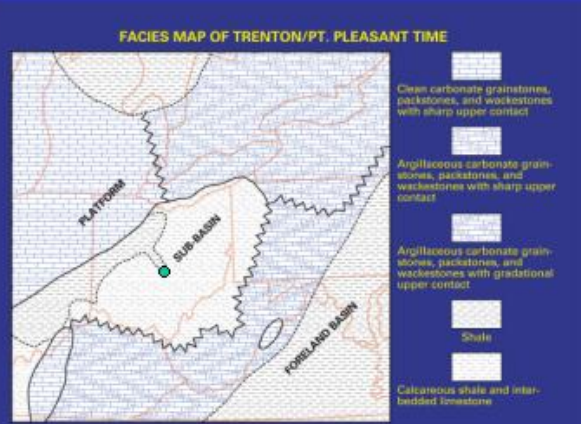 FACIES MAP OF TRENTON/PT. PLEASANT TIME
PLATFORM
SUB-BASIN
FORELAND BASIN
Clean carbonate grainstones,
packstones, and wackestones
with sharp upper contact
Argillaceous carbonate grain-
stones, packstones, and
wackestones with sharp upper
contact
Argillaceous carbonate grain-
stones, packstones, and
wackestones with gradational
upper contact
Shale
Calcareous shale and inter-
bedded limestone